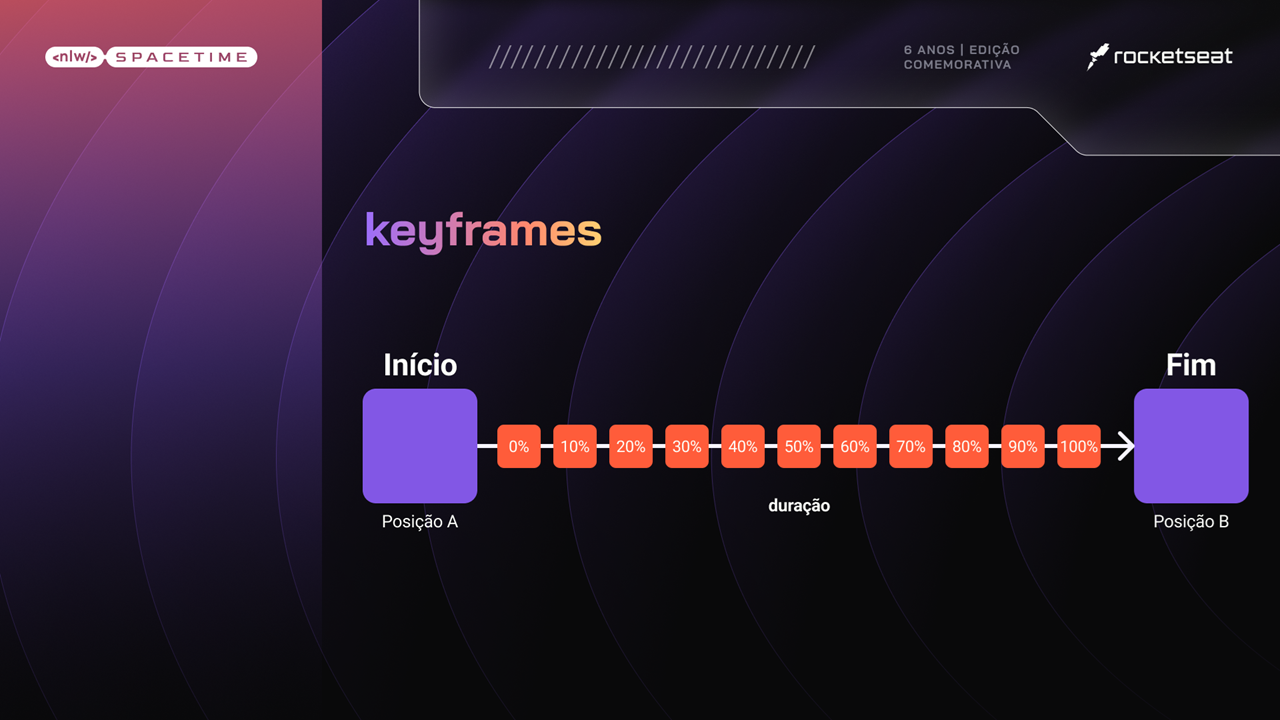 <nlw/> SPACETIME
6 ANOS | EDIÇÃO
COMEMORATIVA
rocketseat
keyframes
Início
Fim
0% 10% 20% 30% 40% 50% 60% 70% 80% 90% 100%
duração
Posição A
Posição B